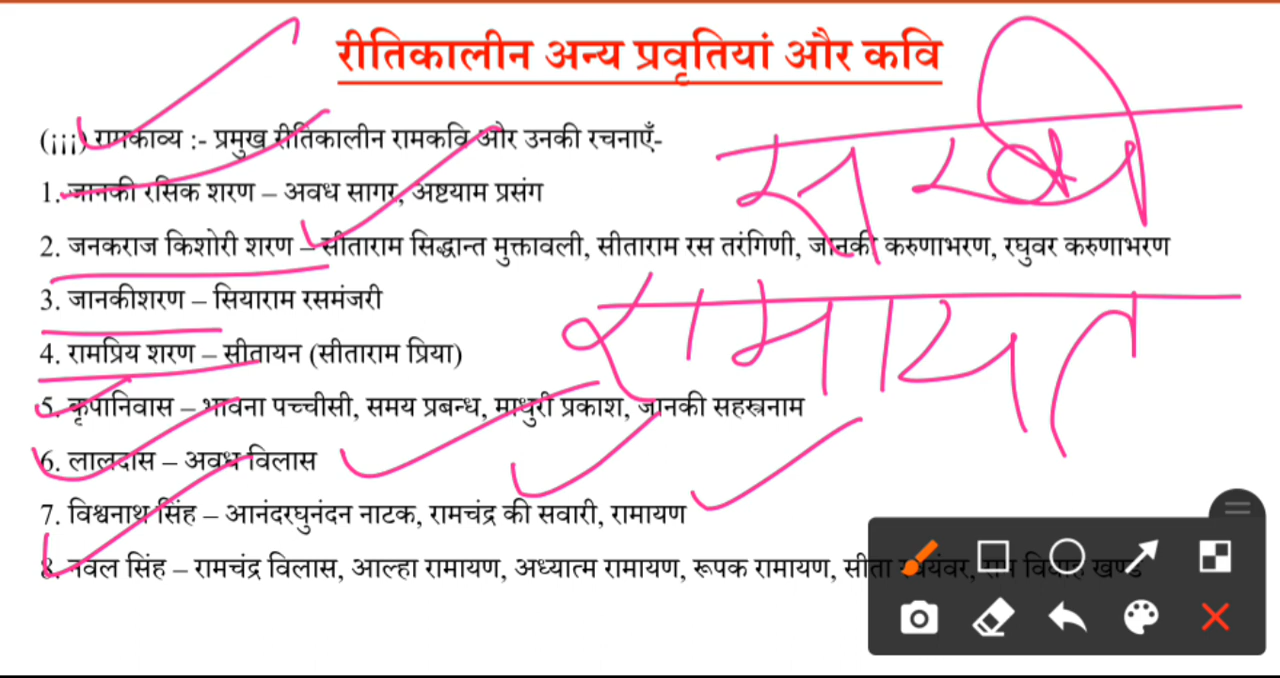 रीतिकालीन अन्य प्रवृतियां और कवि
(iii) रामकाव्य :- प्रमुख रीतिकालीन रामकवि और उनकी रचनाएँ-
1. जानकी रसिक शरण – अवध सागर, अष्टयाम प्रसंग
2. जनकराज किशोरी शरण – सीताराम सिद्धान्त मुक्तावली, सीताराम रस तरंगिणी, जानकी करुणाभरण, रघुवर करुणाभरण
3. जानकीशरण – सियाराम रसमंजरी
4. रामप्रिय शरण – सीतायन (सीताराम प्रिया)
5. कृपानिवास – भावना पच्चीसी, समय प्रबन्ध, माधुरी प्रकाश, जानकी सहस्त्रनाम
6. लालदास – अवध विलास
7. विश्वनाथ सिंह – आनंदरघुनंदन नाटक, रामचंद्र की सवारी, रामायण
8. नवल सिंह – रामचंद्र विलास, आल्हा रामायण, अध्यात्म रामायण, रूपक रामायण, सीता स्वयंवर, राम विवाह खण्ड